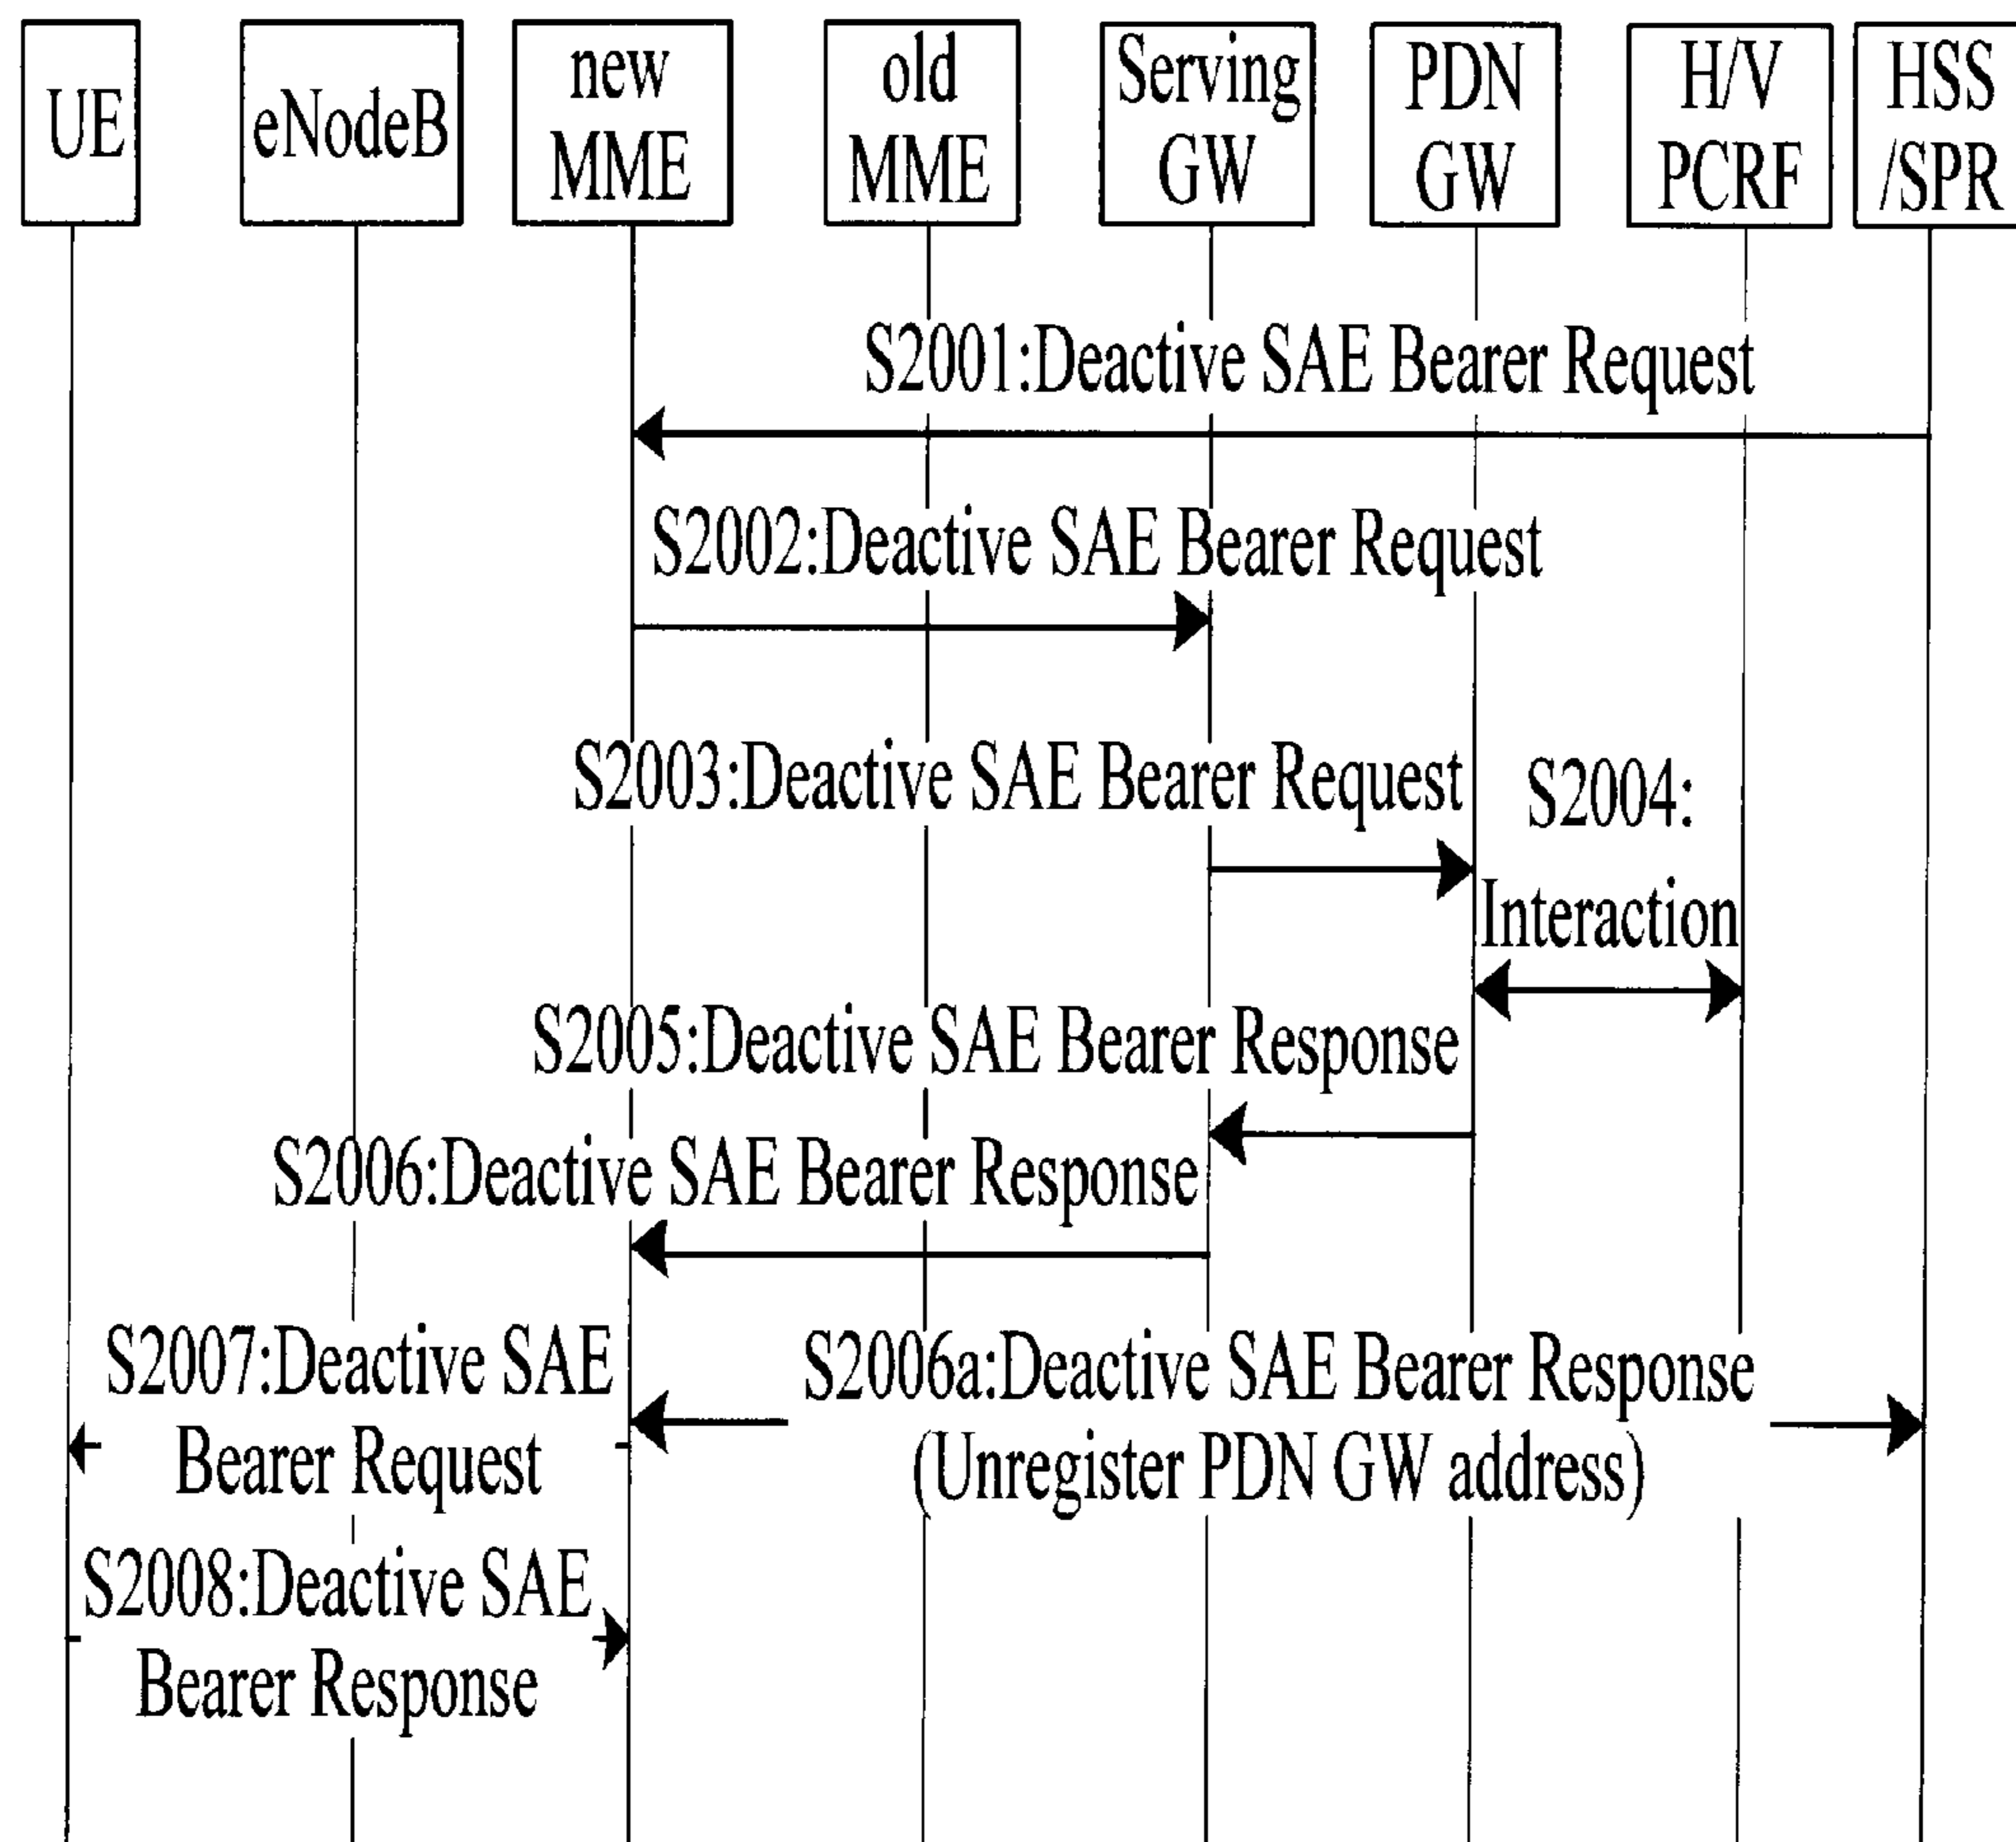 UE
eNodeB
new
MME
old
MME
Serving
GW
PDN
GW
H/V
PCRF
HSS
/SPR
S2001:Deactive SAE Bearer Request
S2002:Deactive SAE Bearer Request
S2003:Deactive SAE Bearer Request
S2004:
Interaction
S2005:Deactive SAE Bearer Response
S2006:Deactive SAE Bearer Response
S2007:Deactive SAE
Bearer Request
S2006a:Deactive SAE Bearer Response
(Unregister PDN GW address)
S2008:Deactive SAE
Bearer Response